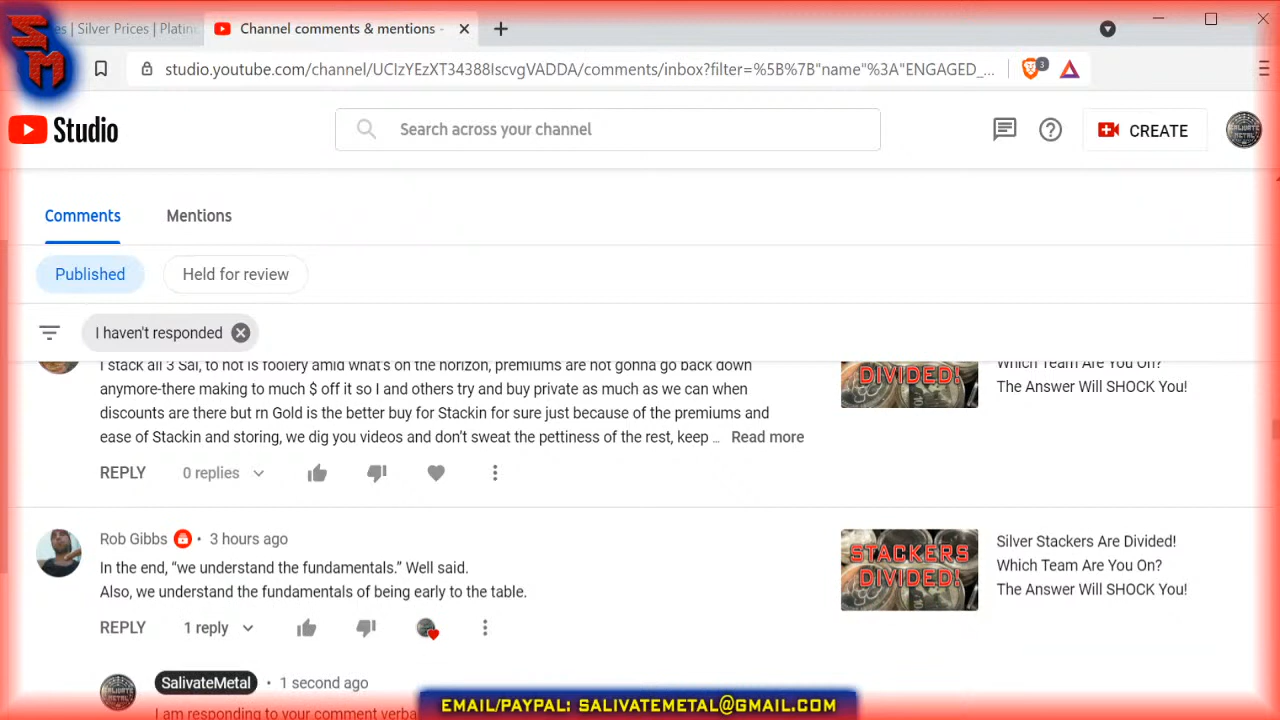 SM
es | Silver Prices | Platin
Channel comments & mentions -
studio.youtube.com/channel/UCIzYEzXT34388IscvgVADDA/comments/inbox?filter=%5B%7B"name"%3A"ENGAGED_...
3
Studio
Search across your channel
CREATE
Comments Mentions
Published Held for review
I haven't responded
I stack all 3 Sal, to not is foolery amid what's on the horizon, premiums are not gonna go back down
anymore-there making to much $ off it so I and others try and buy private as much as we can when
discounts are there but rn Gold is the better buy for Stackin for sure just because of the premiums and
ease of Stackin and storing, we dig you videos and don't sweat the pettiness of the rest, keep ... Read more
REPLY 0 replies
DIVIDED!
Which Team Are You On?
The Answer Will SHOCK You!
Rob Gibbs • 3 hours ago
In the end, “we understand the fundamentals.” Well said.
Also, we understand the fundamentals of being early to the table.
REPLY 1 reply
STACKERS
DIVIDED!
Silver Stackers Are Divided!
Which Team Are You On?
The Answer Will SHOCK You!
SalivateMetal • 1 second ago
I am responding to your comment verba
EMAIL/PAYPAL: SALIVATEMETAL@GMAIL.COM